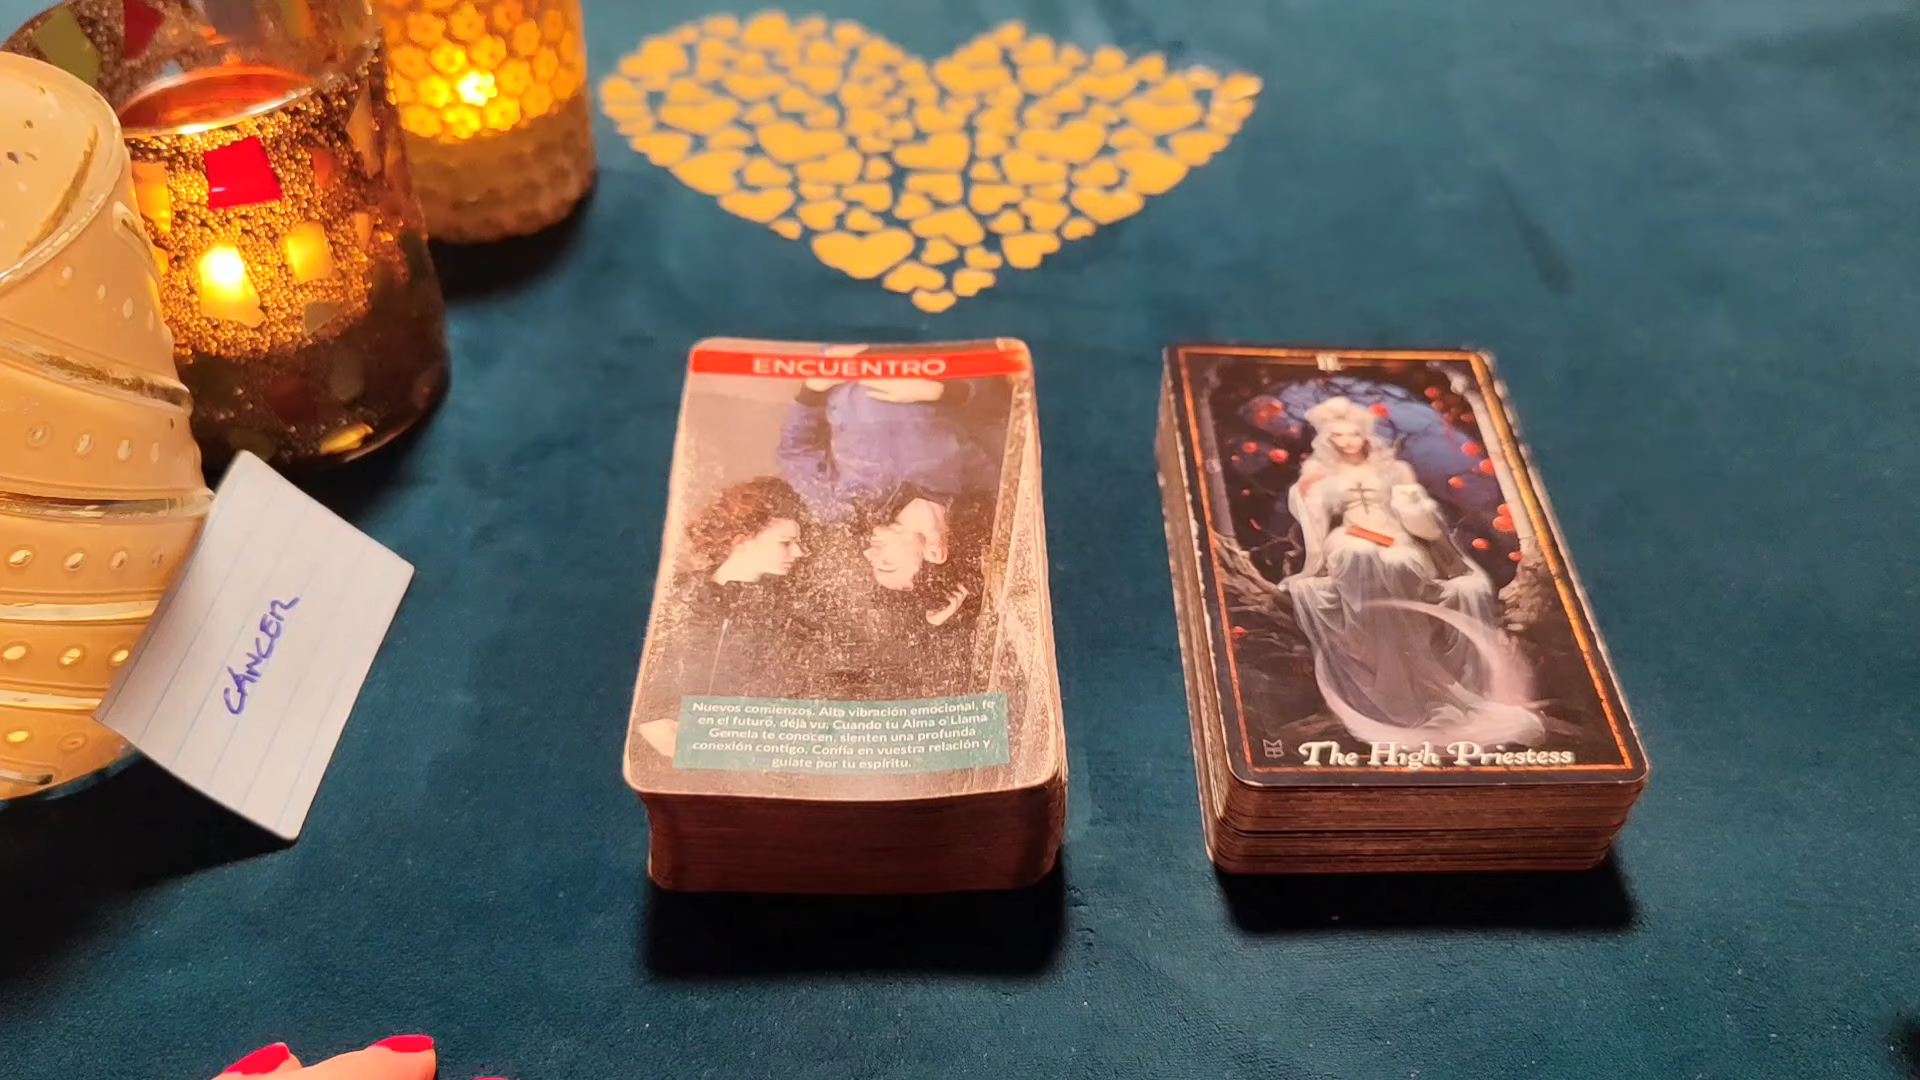 ENCUENTRO
Nuevos comienzos. Alta vibración emocional, fe
en el futuro, déjà vu. Cuando tu Alma o Llama
Gemela te conocen, sienten una profunda
conexión contigo. Confía en vuestra relación y
guíate por tu espíritu.
The High Priestess
CANCER